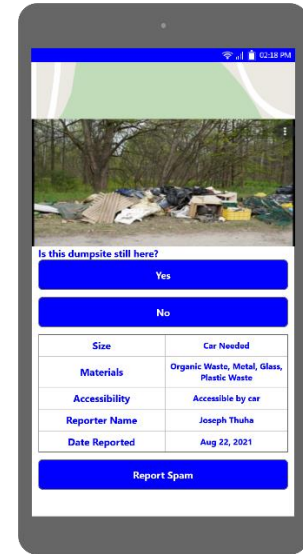 02:18 PM
Is this dumpsite still here?
Yes
No
Size Car Needed
Materials Organic Waste, Metal, Glass,
Plastic Waste
Accessibility Accessible by car
Reporter Name Joseph Thuha
Date Reported Aug 22, 2021
Report Spam